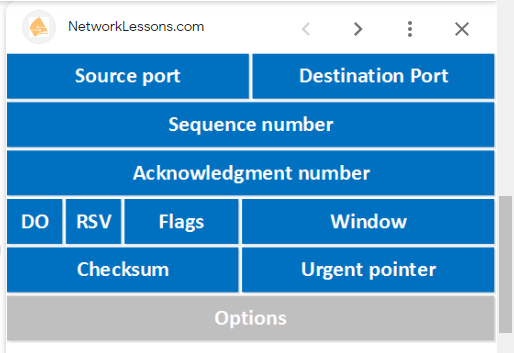 NetworkLessons.com
Source port Destination Port
Sequence number
Acknowledgment number
DO RSV Flags Window
Checksum Urgent pointer
Options